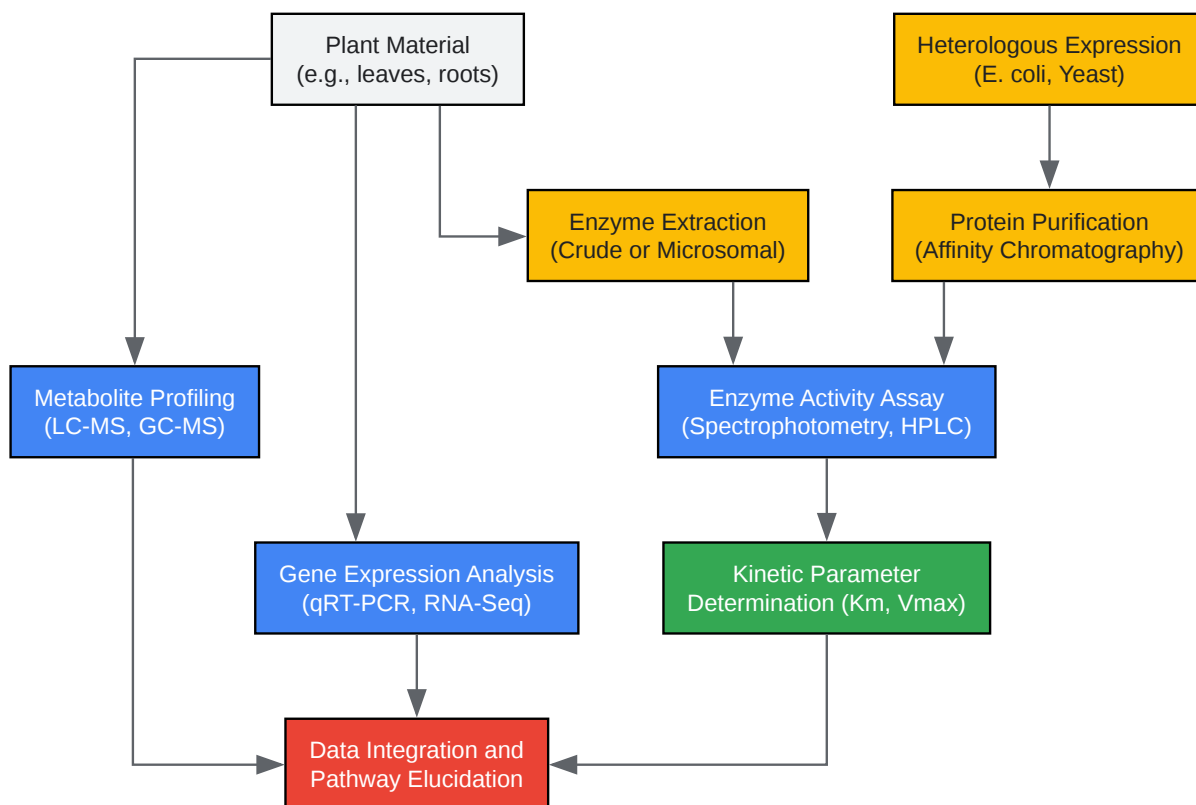 Plant Material
(e.g., leaves, roots)
Heterologous Expression
(E. coli, Yeast)
Enzyme Extraction
(Crude or Microsomal)
Protein Purification
(Affinity Chromatography)
Metabolite Profiling
(LC-MS, GC-MS)
Enzyme Activity Assay
(Spectrophotometry, HPLC)
Gene Expression Analysis
(qRT-PCR, RNA-Seq)
Kinetic Parameter
Determination (Km, Vmax)
Data Integration and
Pathway Elucidation